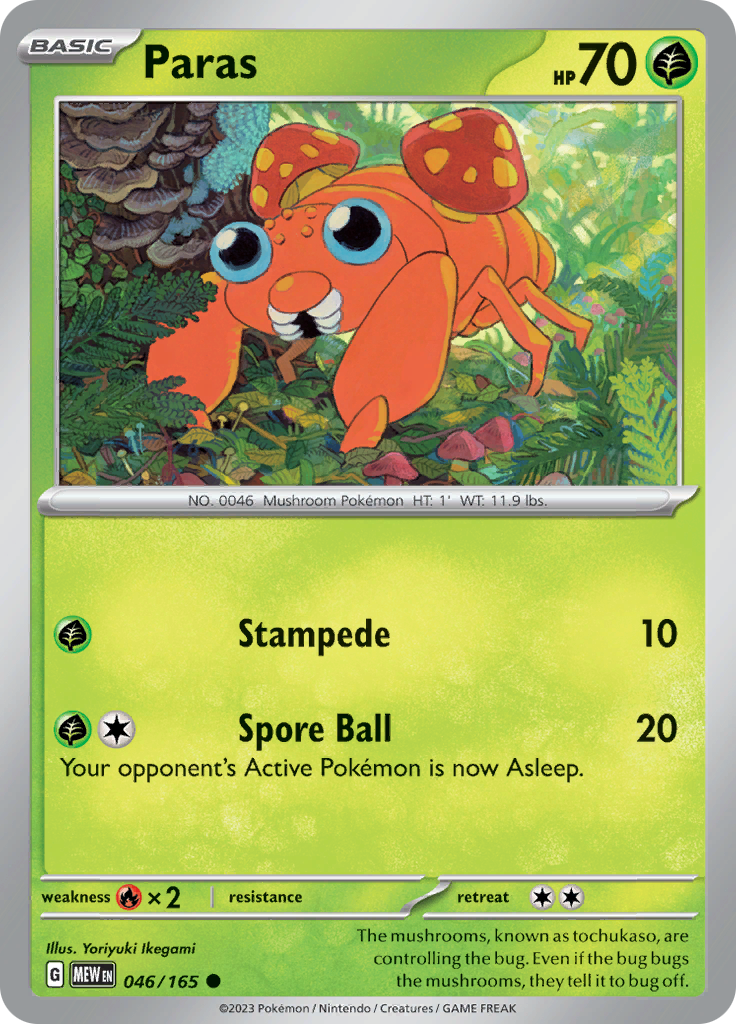 BASIC
Paras
HP 70
NO. 0046 Mushroom Pokémon HT: 1' WT: 11.9 lbs.
Stampede 10
Spore Ball 20
Your opponent's Active Pokémon is now Asleep.
weakness ×2 resistance retreat
Illus. Yoriyuki Ikegami
The mushrooms, known as tochukaso, are
controlling the bug. Even if the bug bugs
the mushrooms, they tell it to bug off.
G MEW EN 046/165
©2023 Pokémon / Nintendo / Creatures / GAME FREAK